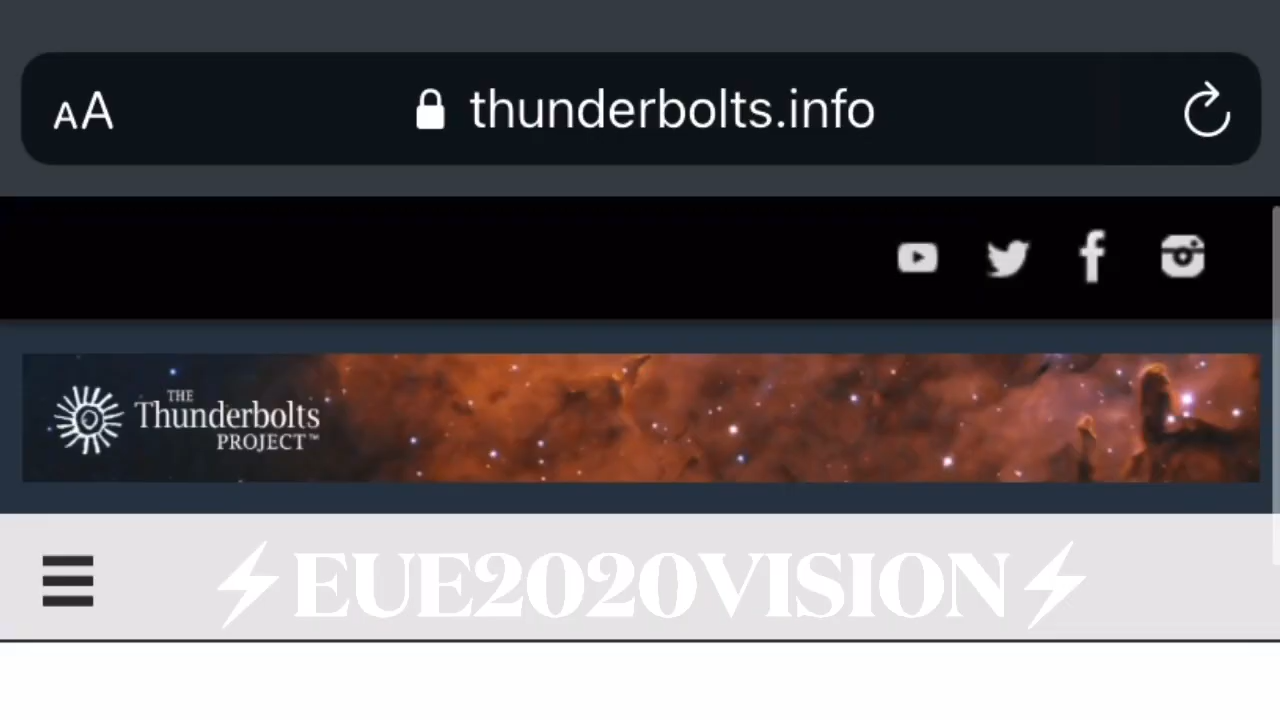 AA
thunderbolts.info
THE
Thunderbolts
PROJECT™
⚡EUE2020VISION⚡